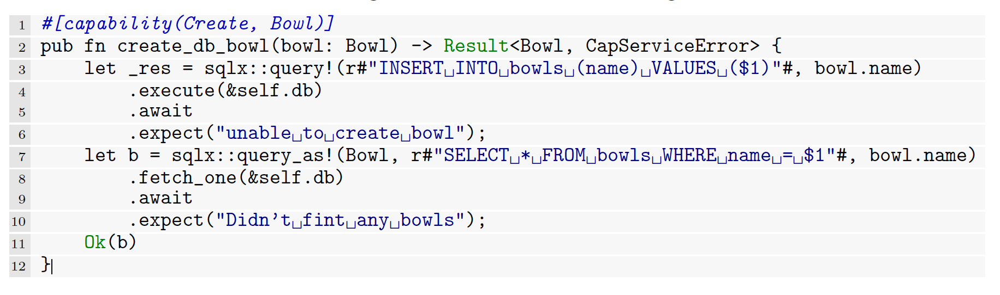 1 #[capability(Create, Bowl)]
2 pub fn create_db_bowl(bowl: Bowl) -> Result<Bowl, CapServiceError> {
3     let _res = sqlx::query!(r#"INSERT␣INTO␣bowls␣(name)␣VALUES␣($1)"#, bowl.name)
4         .execute(&self.db)
5         .await
6         .expect("unable␣to␣create␣bowl");
7     let b = sqlx::query_as!(Bowl, r#"SELECT␣*␣FROM␣bowls␣WHERE␣name␣=␣$1"#, bowl.name)
8         .fetch_one(&self.db)
9         .await
10         .expect("Didn’t␣fint␣any␣bowls");
11     Ok(b)
12 }